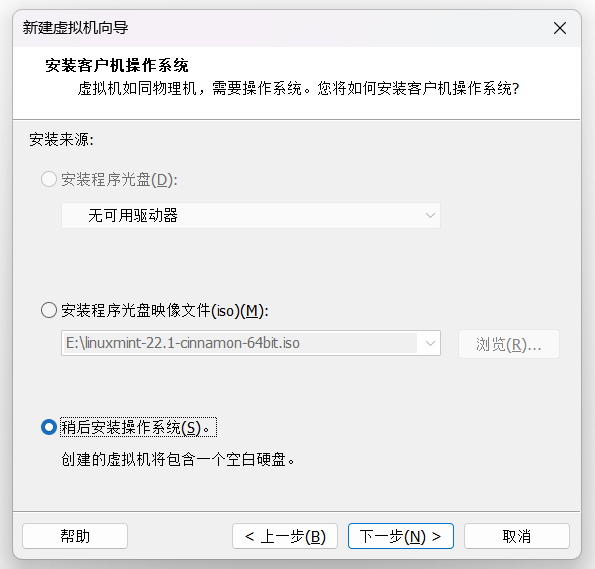 新建虚拟机向导
安装客户机操作系统
虚拟机如同物理机，需要操作系统。您将如何安装客户机操作系统?
安装来源:
安装程序光盘(D):
无可用驱动器
安装程序光盘映像文件(iso)(M):
E:\linuxmint-22.1-cinnamon-64bit.iso
浏览(R)...
稍后安装操作系统(S)。
创建的虚拟机将包含一个空白硬盘。
帮助
< 上一步(B)
下一步(N) >
取消